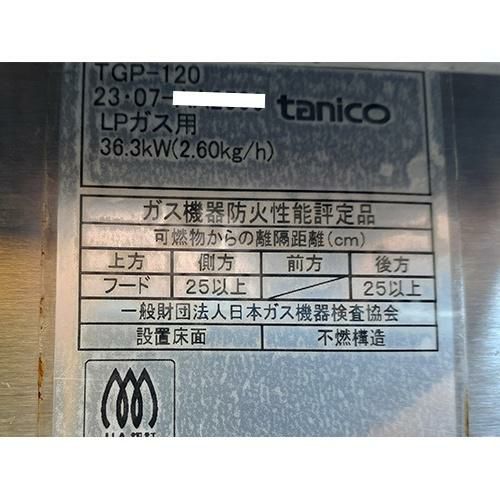 TGP-120
23・07-
tanico
LPガス用
36.3kW(2.60kg/h)
ガス機器防火性能評定品
可燃物からの離隔距離(cm)
上方 側方 前方 後方
フード 25以上 25以上
一般財団法人日本ガス機器検査協会
設置床面 不燃構造